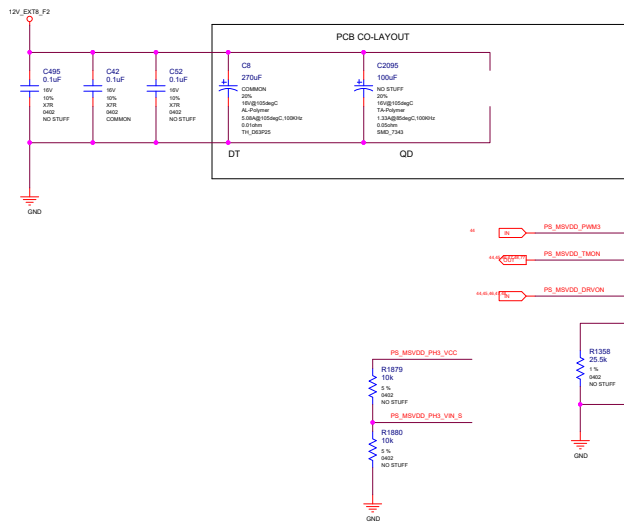 12V_EXT8_F2
PCB CO-LAYOUT
C495
0.1uF
16V
10%
X7R
0402
NO STUFF
C42
0.1uF
16V
10%
X7R
0402
COMMON
C52
0.1uF
16V
10%
X7R
0402
NO STUFF
C8
270uF
COMMON
20%
16V@105degC
AL-Polymer
5.08A@105degC,100KHz
0.01ohm
TH_D63P25
C2095
100uF
NO STUFF
20%
16V@105degC
TA-Polymer
1.33A@85degC,100KHz
0.05ohm
SMD_7343
DT
QD
GND
IN
PS_MSVDD_PWM3
OUT
PS_MSVDD_TMON
IN
PS_MSVDD_DRVON
PS_MSVDD_PH3_VCC
R1879
10k
5 %
0402
NO STUFF
PS_MSVDD_PH3_VIN_S
R1880
10k
5 %
0402
NO STUFF
GND
R1358
25.5k
1 %
0402
NO STUFF
GND